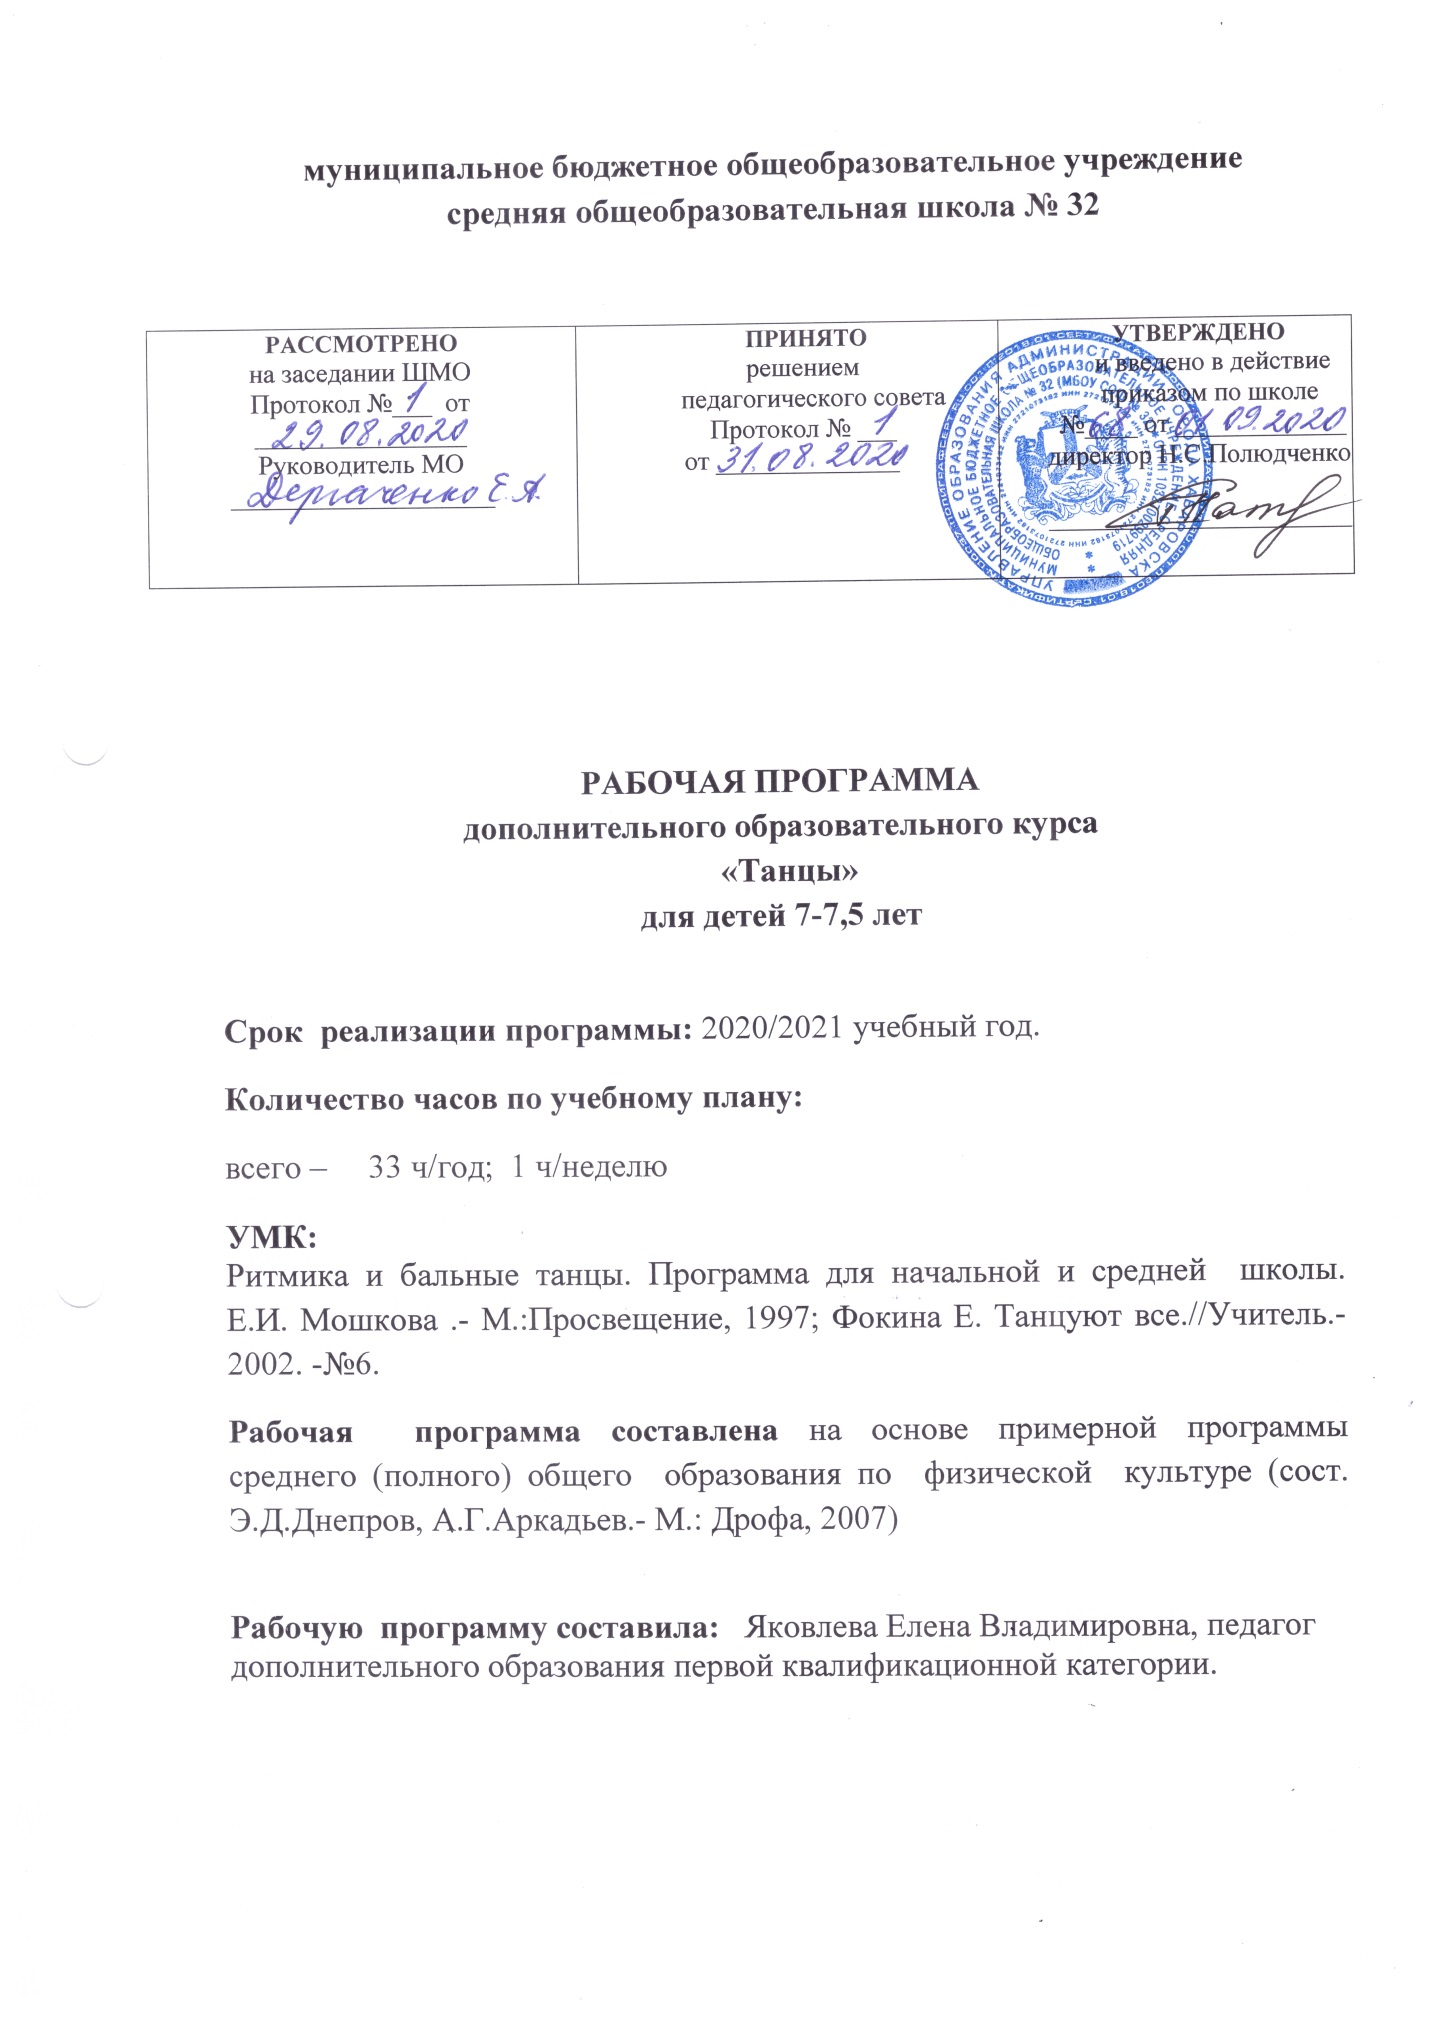 муниципальное бюджетное общеобразовательное учреждение
средняя общеобразовательная школа № 32
РАССМОТРЕНО
на заседании ШМО
Протокол № 1 от
29.08.2020
Руководитель МО
Дергаченко Е.А.
ПРИНЯТО
решением
педагогического совета
Протокол № 1
от 31.08.2020
УТВЕРЖДЕНО
и введено в действие
приказом по школе
№ 68 от 01 09.2020
директор Н.С.Полюдченко
РАБОЧАЯ ПРОГРАММА
дополнительного образовательного курса
«Танцы»
для детей 7-7,5 лет
Срок реализации программы: 2020/2021 учебный год.
Количество часов по учебному плану:
всего – 33 ч/год; 1 ч/неделю
УМК:
Ритмика и бальные танцы. Программа для начальной и средней школы.
Е.И. Мошкова .- М.:Просвещение, 1997; Фокина Е. Танцуют все.//Учитель.-
2002. -№6.
Рабочая программа составлена на основе примерной программы
среднего (полного) общего образования по физической культуре (сост.
Э.Д.Днепров, А.Г.Аркадьев.- М.: Дрофа, 2007)
Рабочую программу составила: Яковлева Елена Владимировна, педагог
дополнительного образования первой квалификационной категории.